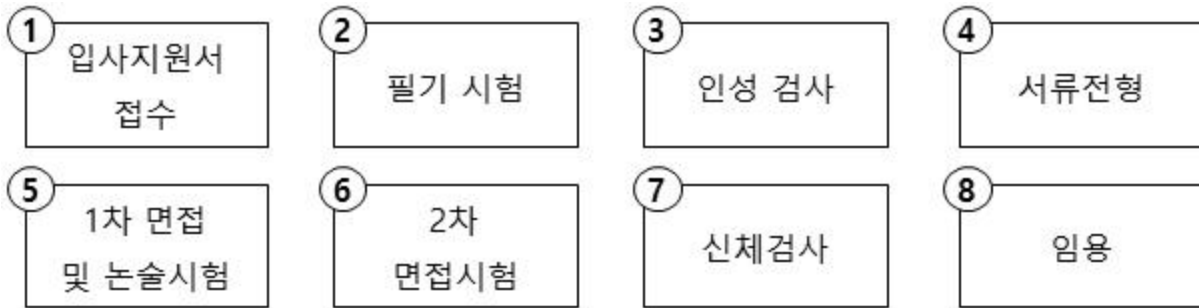 1
입사지원서
접수
2
필기 시험
3
인성 검사
4
서류전형
5
1차 면접
및 논술시험
6
2차
면접시험
7
신체검사
8
임용